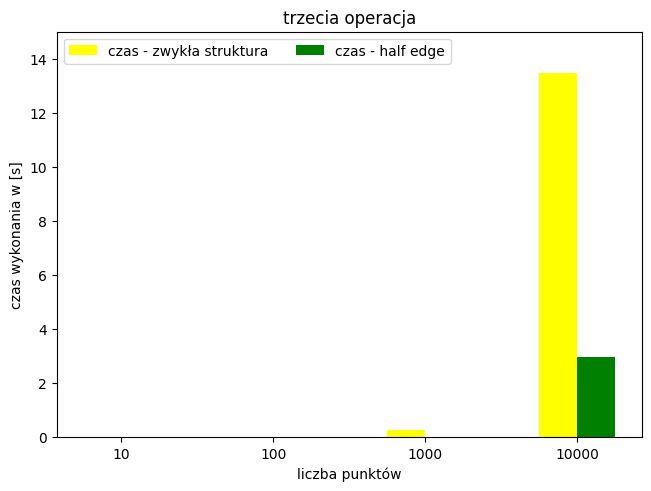 trzecia operacja
czas - zwykła struktura czas - half edge
14
12
10
8
6
4
2
0
czas wykonania w [s]
10 100 1000 10000
liczba punktów